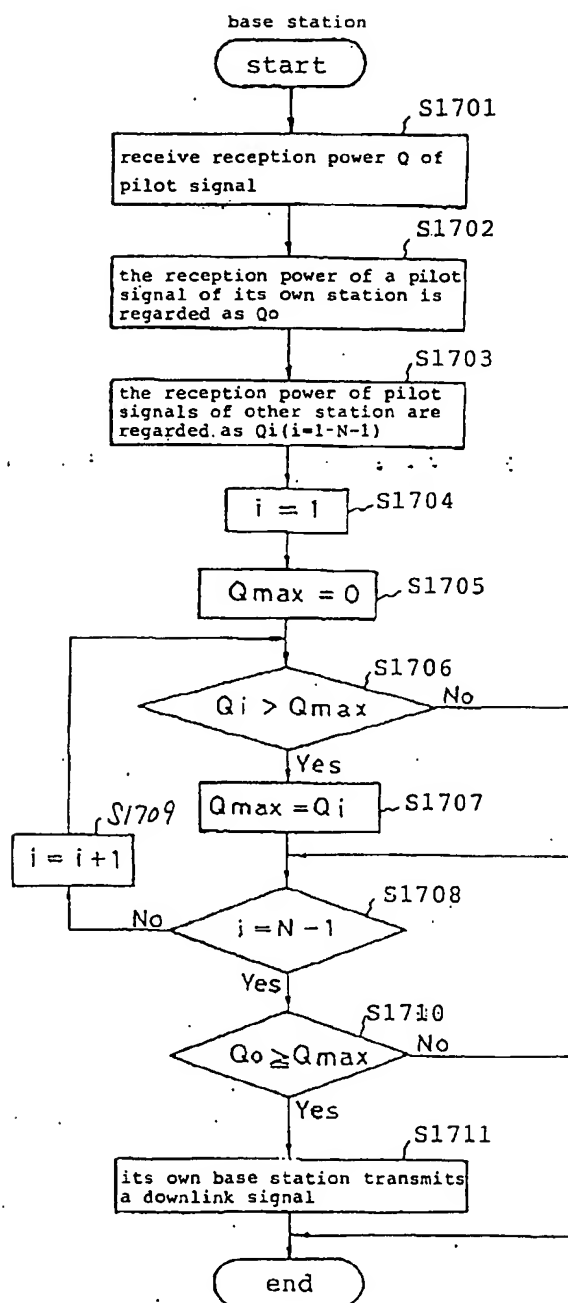 base station
start
S1701
receive reception power Q of
pilot signal
S1702
the reception power of a pilot
signal of its own station is
regarded as Qo
S1703
the reception power of pilot
signals of other station are
regarded as Qi(i=1-N-1)
i = 1
S1704
Qmax = 0
S1705
S1706
Qi > Qmax
No
Yes
Qmax = Qi
S1707
S1709
i = i+1
S1708
No
i = N - 1
Yes
S1710
Qo ≧ Qmax
No
Yes
S1711
its own base station transmits
a downlink signal
end